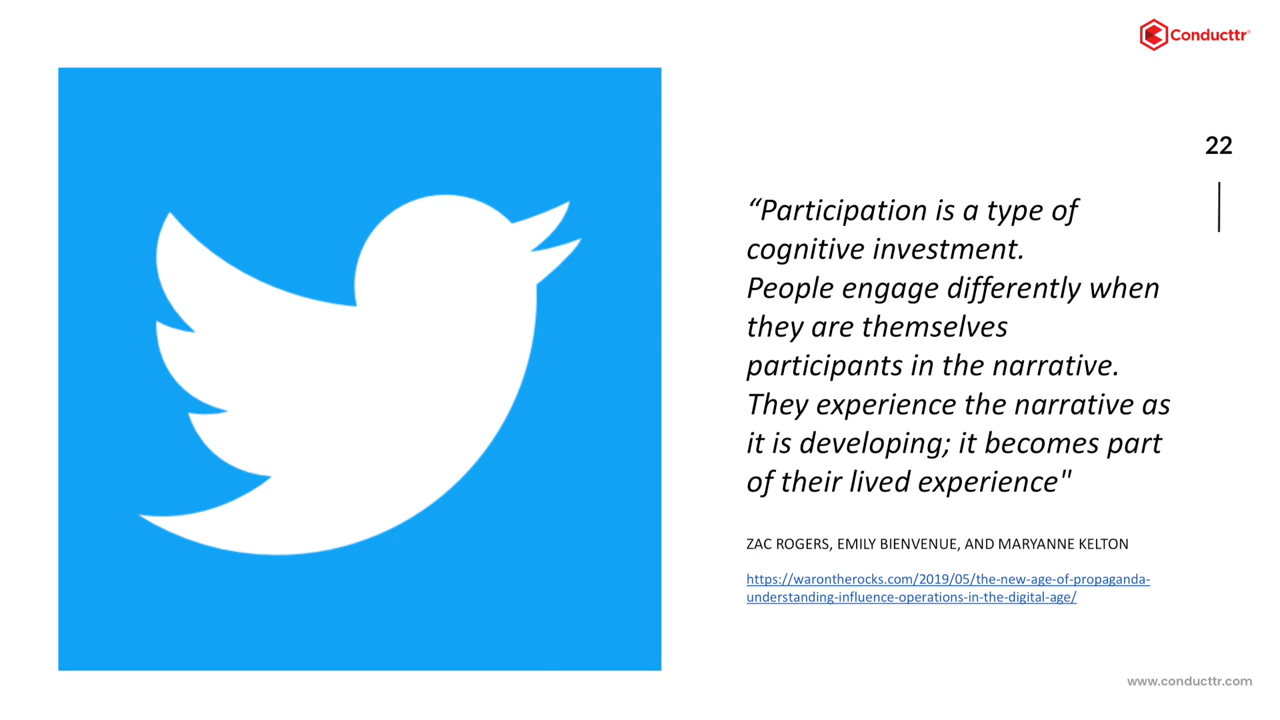 Conducttr®
22
“Participation is a type of
cognitive investment.
People engage differently when
they are themselves
participants in the narrative.
They experience the narrative as
it is developing; it becomes part
of their lived experience"
ZAC ROGERS, EMILY BIENVENUE, AND MARYANNE KELTON
https://warontherocks.com/2019/05/the-new-age-of-propaganda-
understanding-influence-operations-in-the-digital-age/
www.conducttr.com